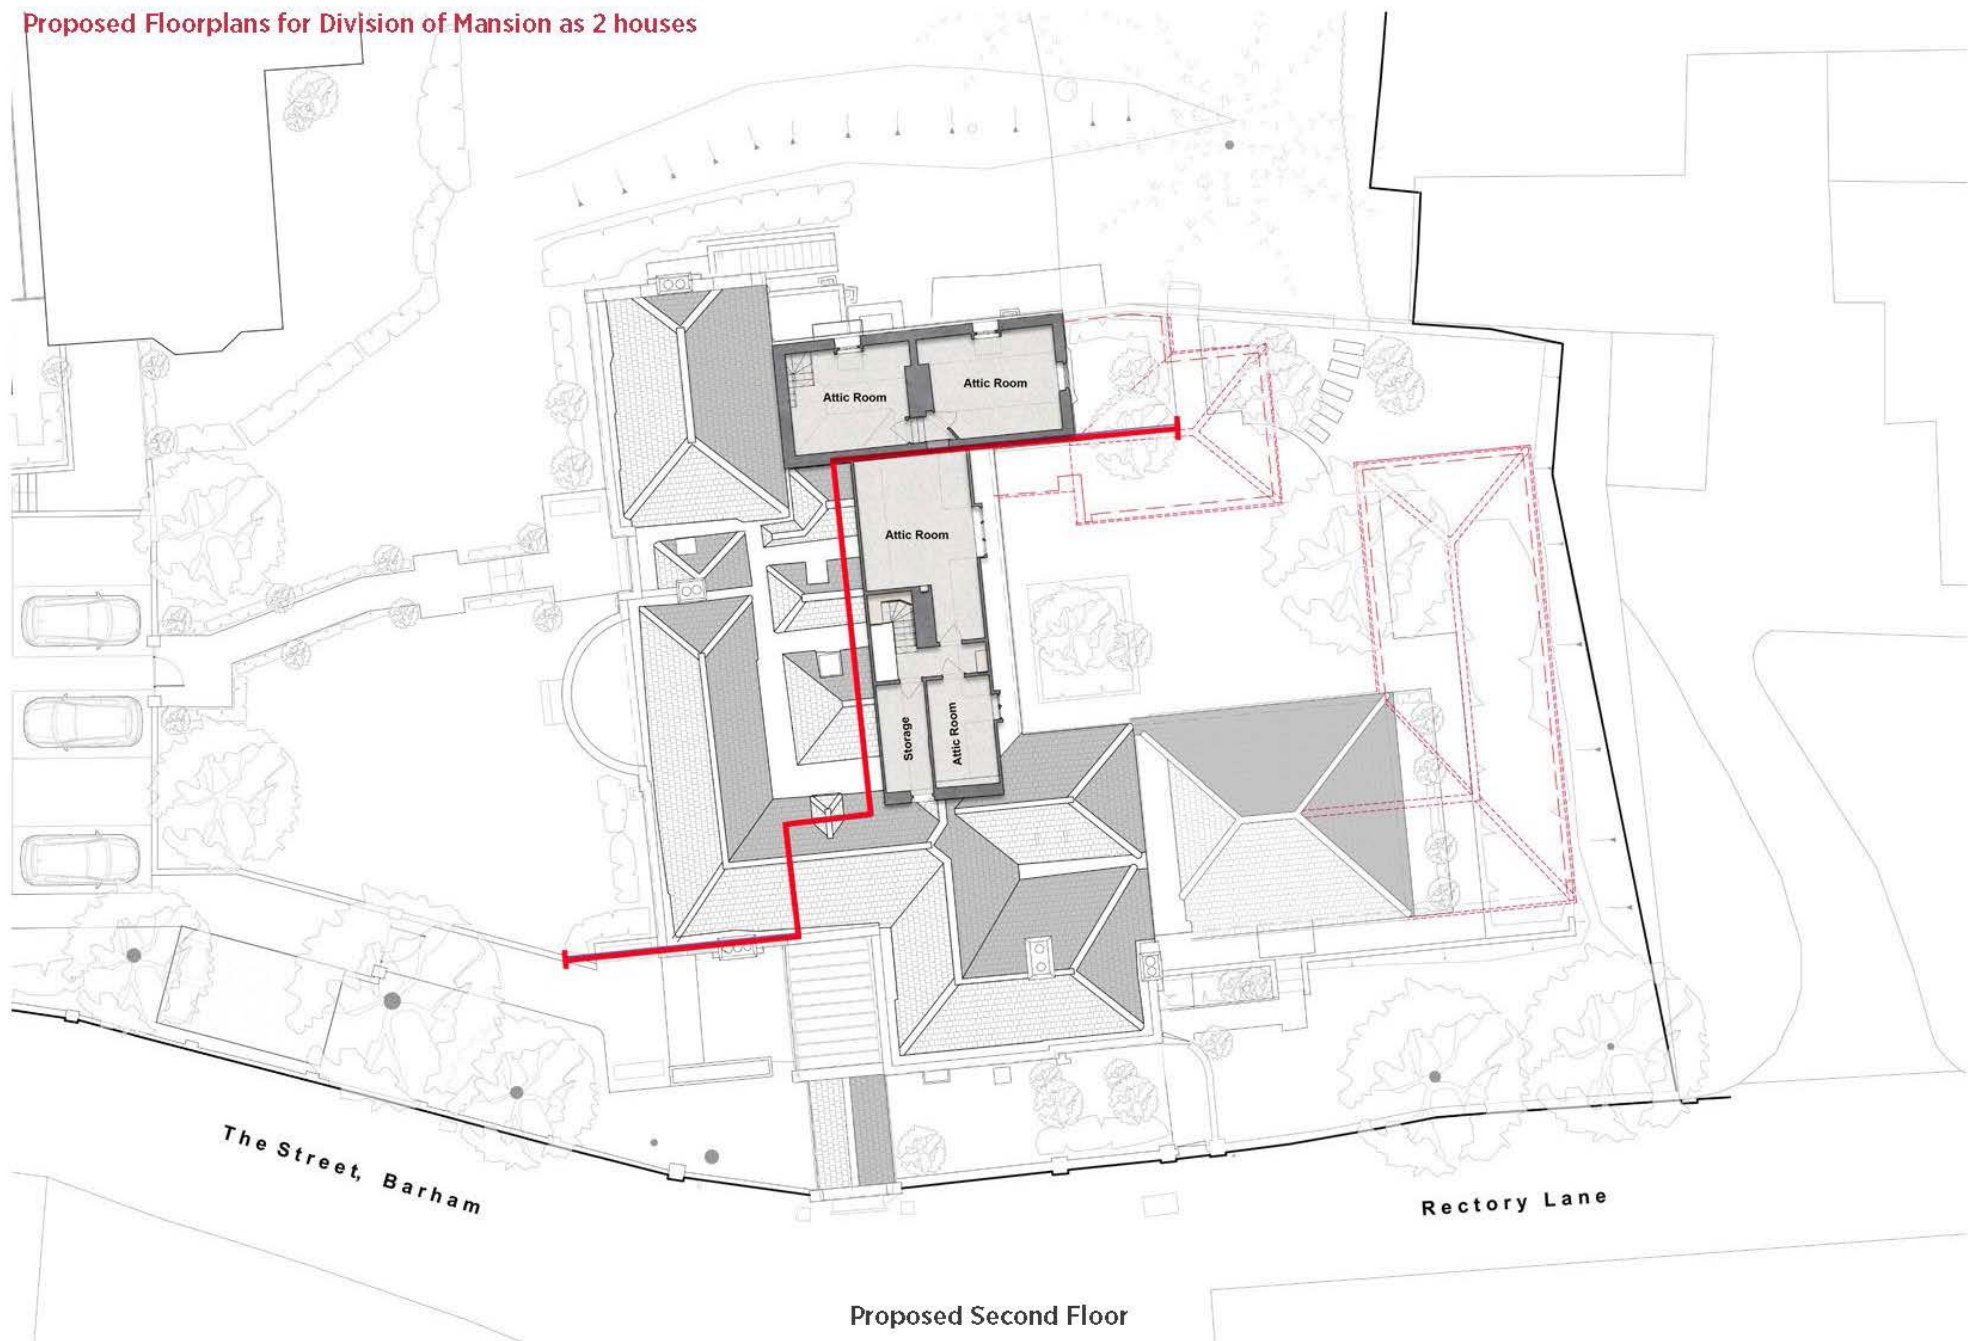 Proposed Floorplans for Division of Mansion as 2 houses
Attic Room
Attic Room
Attic Room
Storage
Attic Room
The Street, Barham
Rectory Lane
Proposed Second Floor